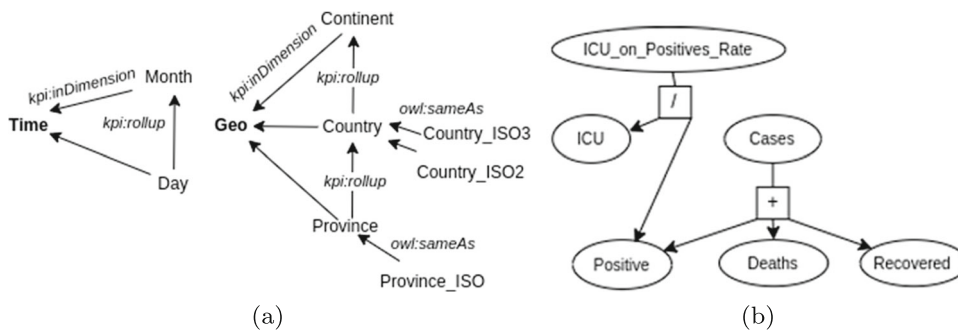 Continent
kpi:inDimension
kpi:inDimension
Month
kpi:rollup
owl:sameAs
Time
kpi:rollup
Geo
Country
Country_ISO3
Country_ISO2
kpi:rollup
Day
Province
owl:sameAs
Province_ISO
(a)
ICU_on_Positives_Rate
/
ICU
Cases
+
Positive
Deaths
Recovered
(b)